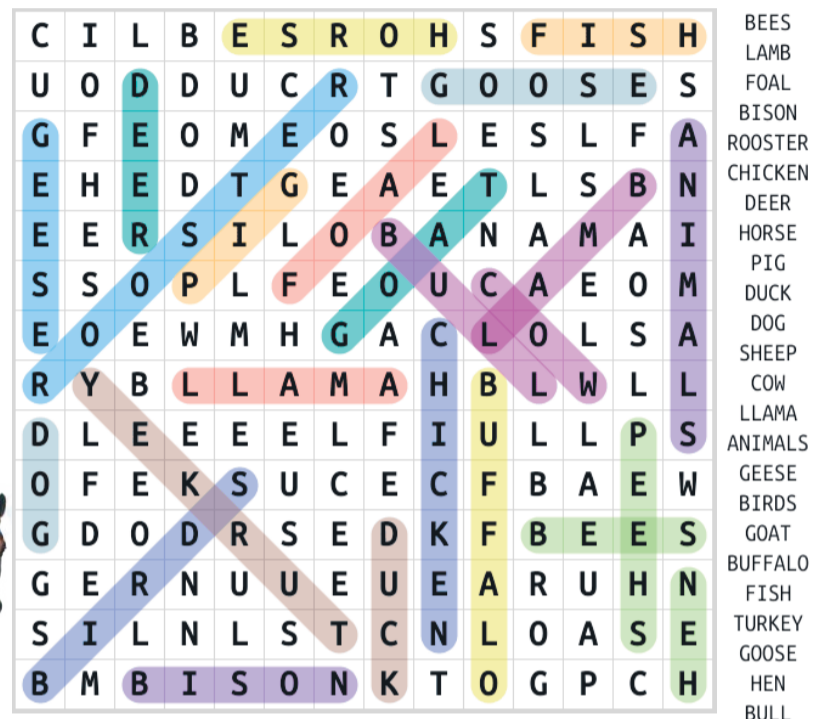 C I L B E S R O H S F I S H
U O D D U C R T G O O S E S
G F E O M E O S L E S L F A
E H E D T G E A E T L S B N
E E R S I L O B A N A M A I
S S O P L F E O U C A E O M
E O E W M H G A C L O L S A
R Y B L L A M A H B L W L L
D L E E E E L F I U L L P S
O F E K S U C E C F B A E W
G D O D R S E D K F B E E S
G E R N U U E U E A R U H N
S I L N L S T C N L O A S E
B M B I S O N K T O G P C H
BEES
LAMB
FOAL
BISON
ROOSTER
CHICKEN
DEER
HORSE
PIG
DUCK
DOG
SHEEP
COW
LLAMA
ANIMALS
GEESE
BIRDS
GOAT
BUFFALO
FISH
TURKEY
GOOSE
HEN
BULL